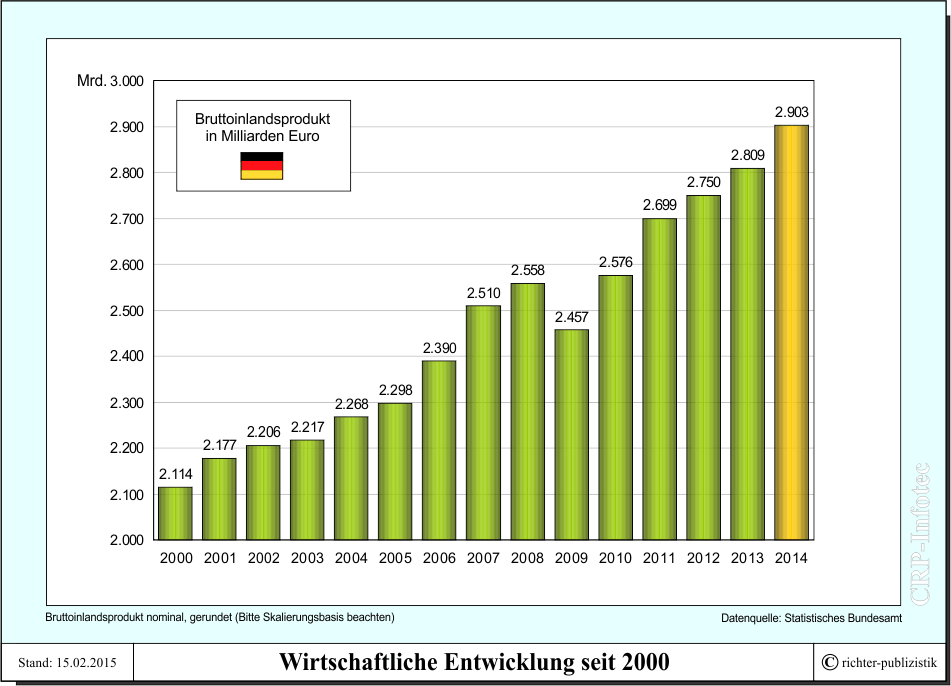 Mrd. 3.000
Bruttoinlandsprodukt
in Milliarden Euro
2.900
2.800
2.700
2.600
2.500
2.400
2.300
2.200
2.100
2.000
2.114
2.177
2.206
2.217
2.268
2.298
2.390
2.510
2.558
2.457
2.576
2.699
2.750
2.809
2.903
2000 2001 2002 2003 2004 2005 2006 2007 2008 2009 2010 2011 2012 2013 2014
CRP-Infotec
Bruttoinlandsprodukt nominal, gerundet (Bitte Skalierungsbasis beachten)
Datenquelle: Statistisches Bundesamt
Stand: 15.02.2015
Wirtschaftliche Entwicklung seit 2000
© richter-publizistik